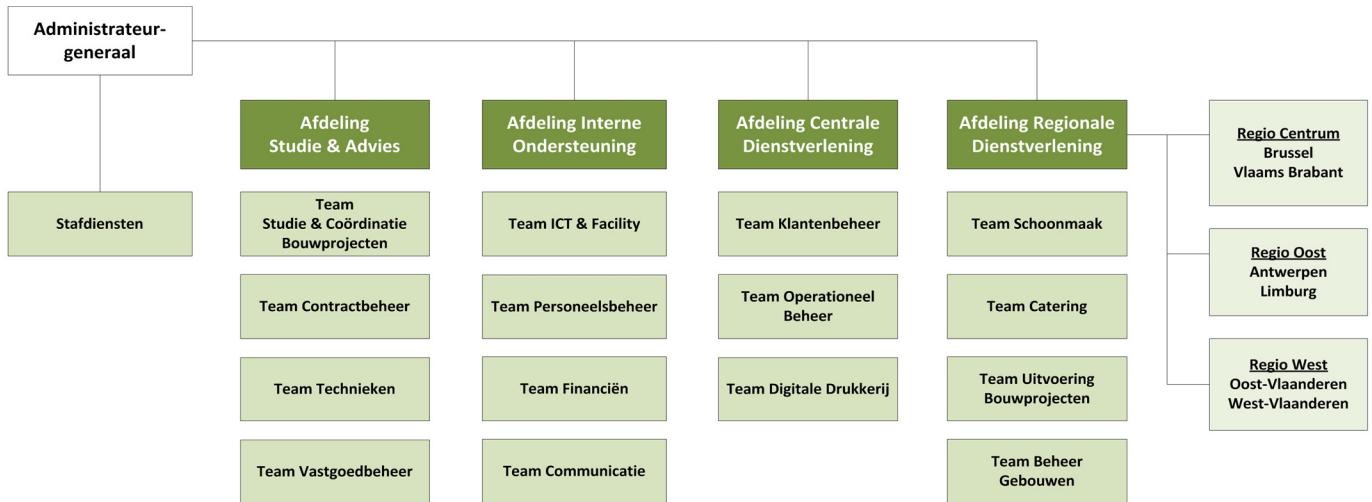 Administrateur-
generaal
Stafdiensten
Afdeling
Studie & Advies
Team
Studie & Coördinatie
Bouwprojecten
Team Contractbeheer
Team Technieken
Team Vastgoedbeheer
Afdeling Interne
Ondersteuning
Team ICT & Facility
Team Personeelsbeheer
Team Financiën
Team Communicatie
Afdeling Centrale
Dienstverlening
Team Klantenbeheer
Team Operationeel
Beheer
Team Digitale Drukkerij
Afdeling Regionale
Dienstverlening
Team Schoonmaak
Team Catering
Team Uitvoering
Bouwprojecten
Team Beheer
Gebouwen
Regio Centrum
Brussel
Vlaams Brabant
Regio Oost
Antwerpen
Limburg
Regio West
Oost-Vlaanderen
West-Vlaanderen